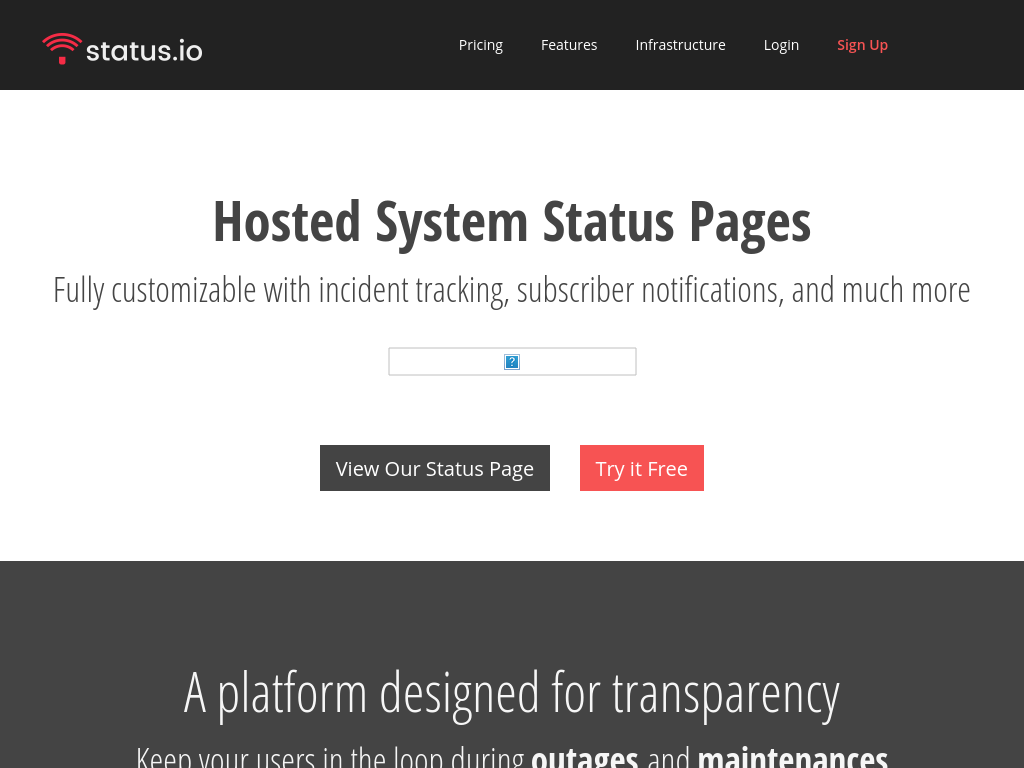 status.io
Pricing Features Infrastructure Login Sign Up
Hosted System Status Pages
Fully customizable with incident tracking, subscriber notifications, and much more
?
View Our Status Page Try it Free
A platform designed for transparency
Keep your users in the loop during outages and maintenances